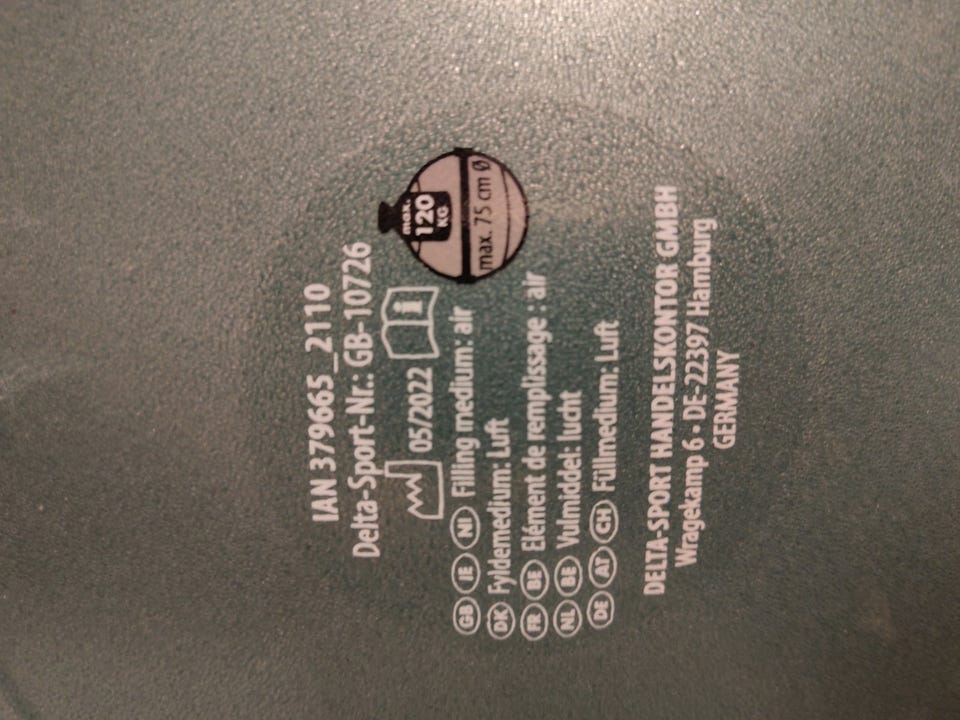 IAN 379665_2110
Delta-Sport-Nr.: GB-10726
05/2022
max.
120
KG
max. 75 cm Ø
GB IE NI Filling medium: air
DK Fyldemedium: Luft
FR BE Elément de remplissage : air
NL BE Vulmiddel: lucht
DE AT CH Füllmedium: Luft
DELTA-SPORT HANDELSKONTOR GMBH
Wragekamp 6 • DE-22397 Hamburg
GERMANY